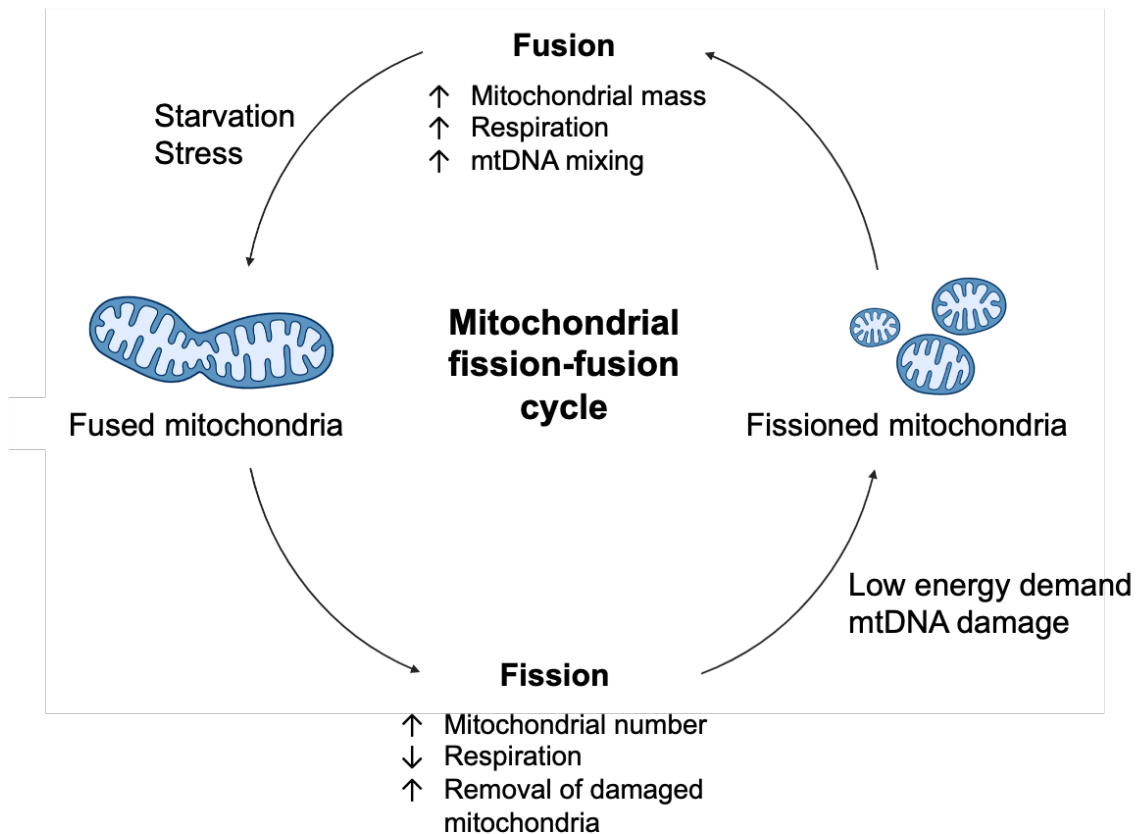 Fusion
↑ Mitochondrial mass
↑ Respiration
↑ mtDNA mixing
Starvation
Stress
Mitochondrial
fission-fusion
cycle
Fused mitochondria
Fissioned mitochondria
Low energy demand
mtDNA damage
Fission
↑ Mitochondrial number
↓ Respiration
↑ Removal of damaged
mitochondria